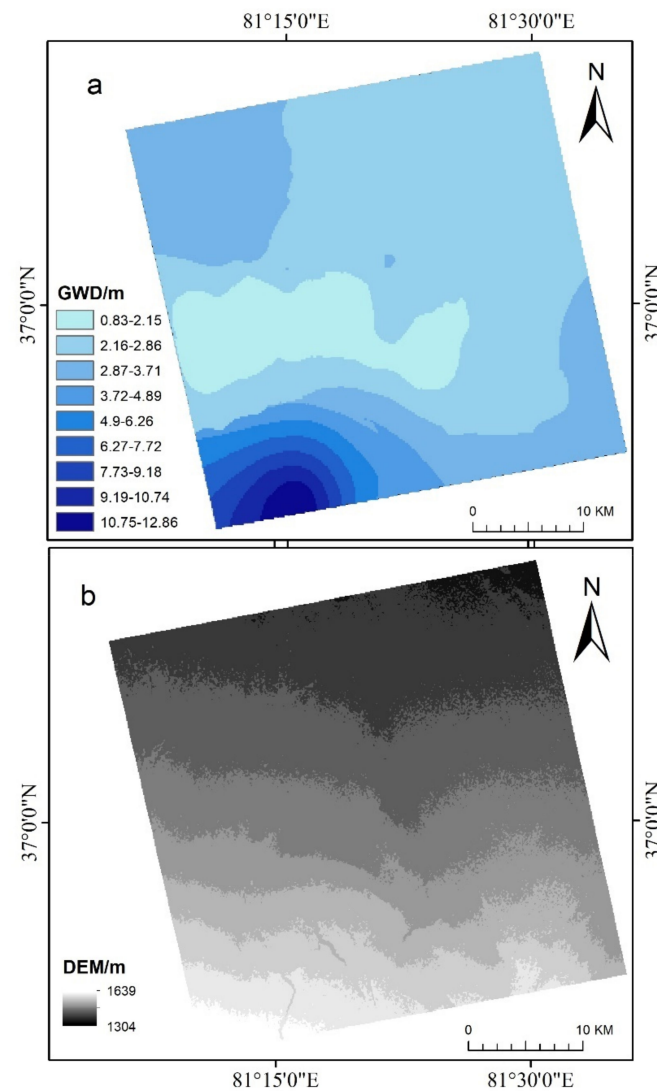 81°15'0"E 81°30'0"E
a
N
37°0'0"N 37°0'0"N
GWD/m
0.83-2.15
2.16-2.86
2.87-3.71
3.72-4.89
4.9-6.26
6.27-7.72
7.73-9.18
9.19-10.74
10.75-12.86
0 10 KM
b
N
37°0'0"N 37°0'0"N
DEM/m
1639
1304
0 10 KM
81°15'0"E 81°30'0"E